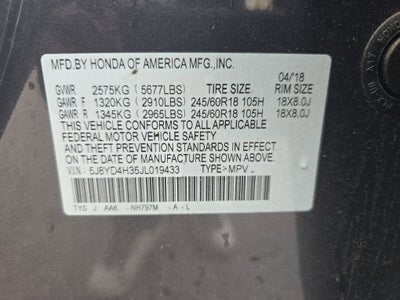 MFD.BY HONDA OF AMERICA MFG.,INC.
04/18
GVWR 2575KG (5677LBS) TIRE SIZE RIM SIZE
GAWR F 1320KG (2910LBS) 245/60R18 105H 18X8.0J
GAWR R 1345KG (2965LBS) 245/60R18 105H 18X8.0J
THIS VEHICLE CONFORMS TO ALL APPLICABLE
FEDERAL MOTOR VEHICLE SAFETY, BUMPER,
AND THEFT PREVENTION STANDARDS IN EFFECT
ON THE DATE OF MANUFACTURE SHOWN ABOVE.
V.I.N.: 5J8YD4H35JL019433 TYPE>MPV
TYS J AA6 NH797M -A-L